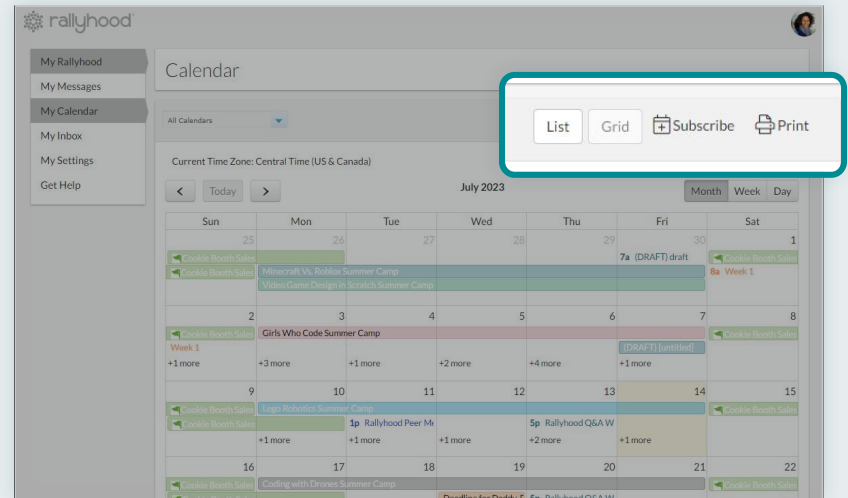 rallyhood
My Rallyhood
My Messages
My Calendar
My Inbox
My Settings
Get Help
Calendar
All Calendars
List Grid Subscribe Print
Current Time Zone: Central Time (US & Canada)
Today
July 2023
Month Week Day
Sun Mon Tue Wed Thu Fri Sat
25 26 27 28 29 30 1
Cookie Booth Sales 7a (DRAFT) draft Cookie Booth Sales
Cookie Booth Sales Minecraft Vs. Roblox Summer Camp 8a Week 1
Video Game Design in Scratch Summer Camp
2 3 4 5 6 7 8
Cookie Booth Sales Girls Who Code Summer Camp Cookie Booth Sales
Week 1 (DRAFT) (untitled)
+1 more +3 more +1 more +2 more +4 more +1 more
9 10 11 12 13 14 15
Cookie Booth Sales Lego Robotics Summer Camp Cookie Booth Sales
Cookie Booth Sales 1p Rallyhood Peer Me 5p Rallyhood Q&A W
+1 more +1 more +1 more +2 more +1 more
16 17 18 19 20 21 22
Cookie Booth Sales Coding with Drones Summer Camp Cookie Booth Sales